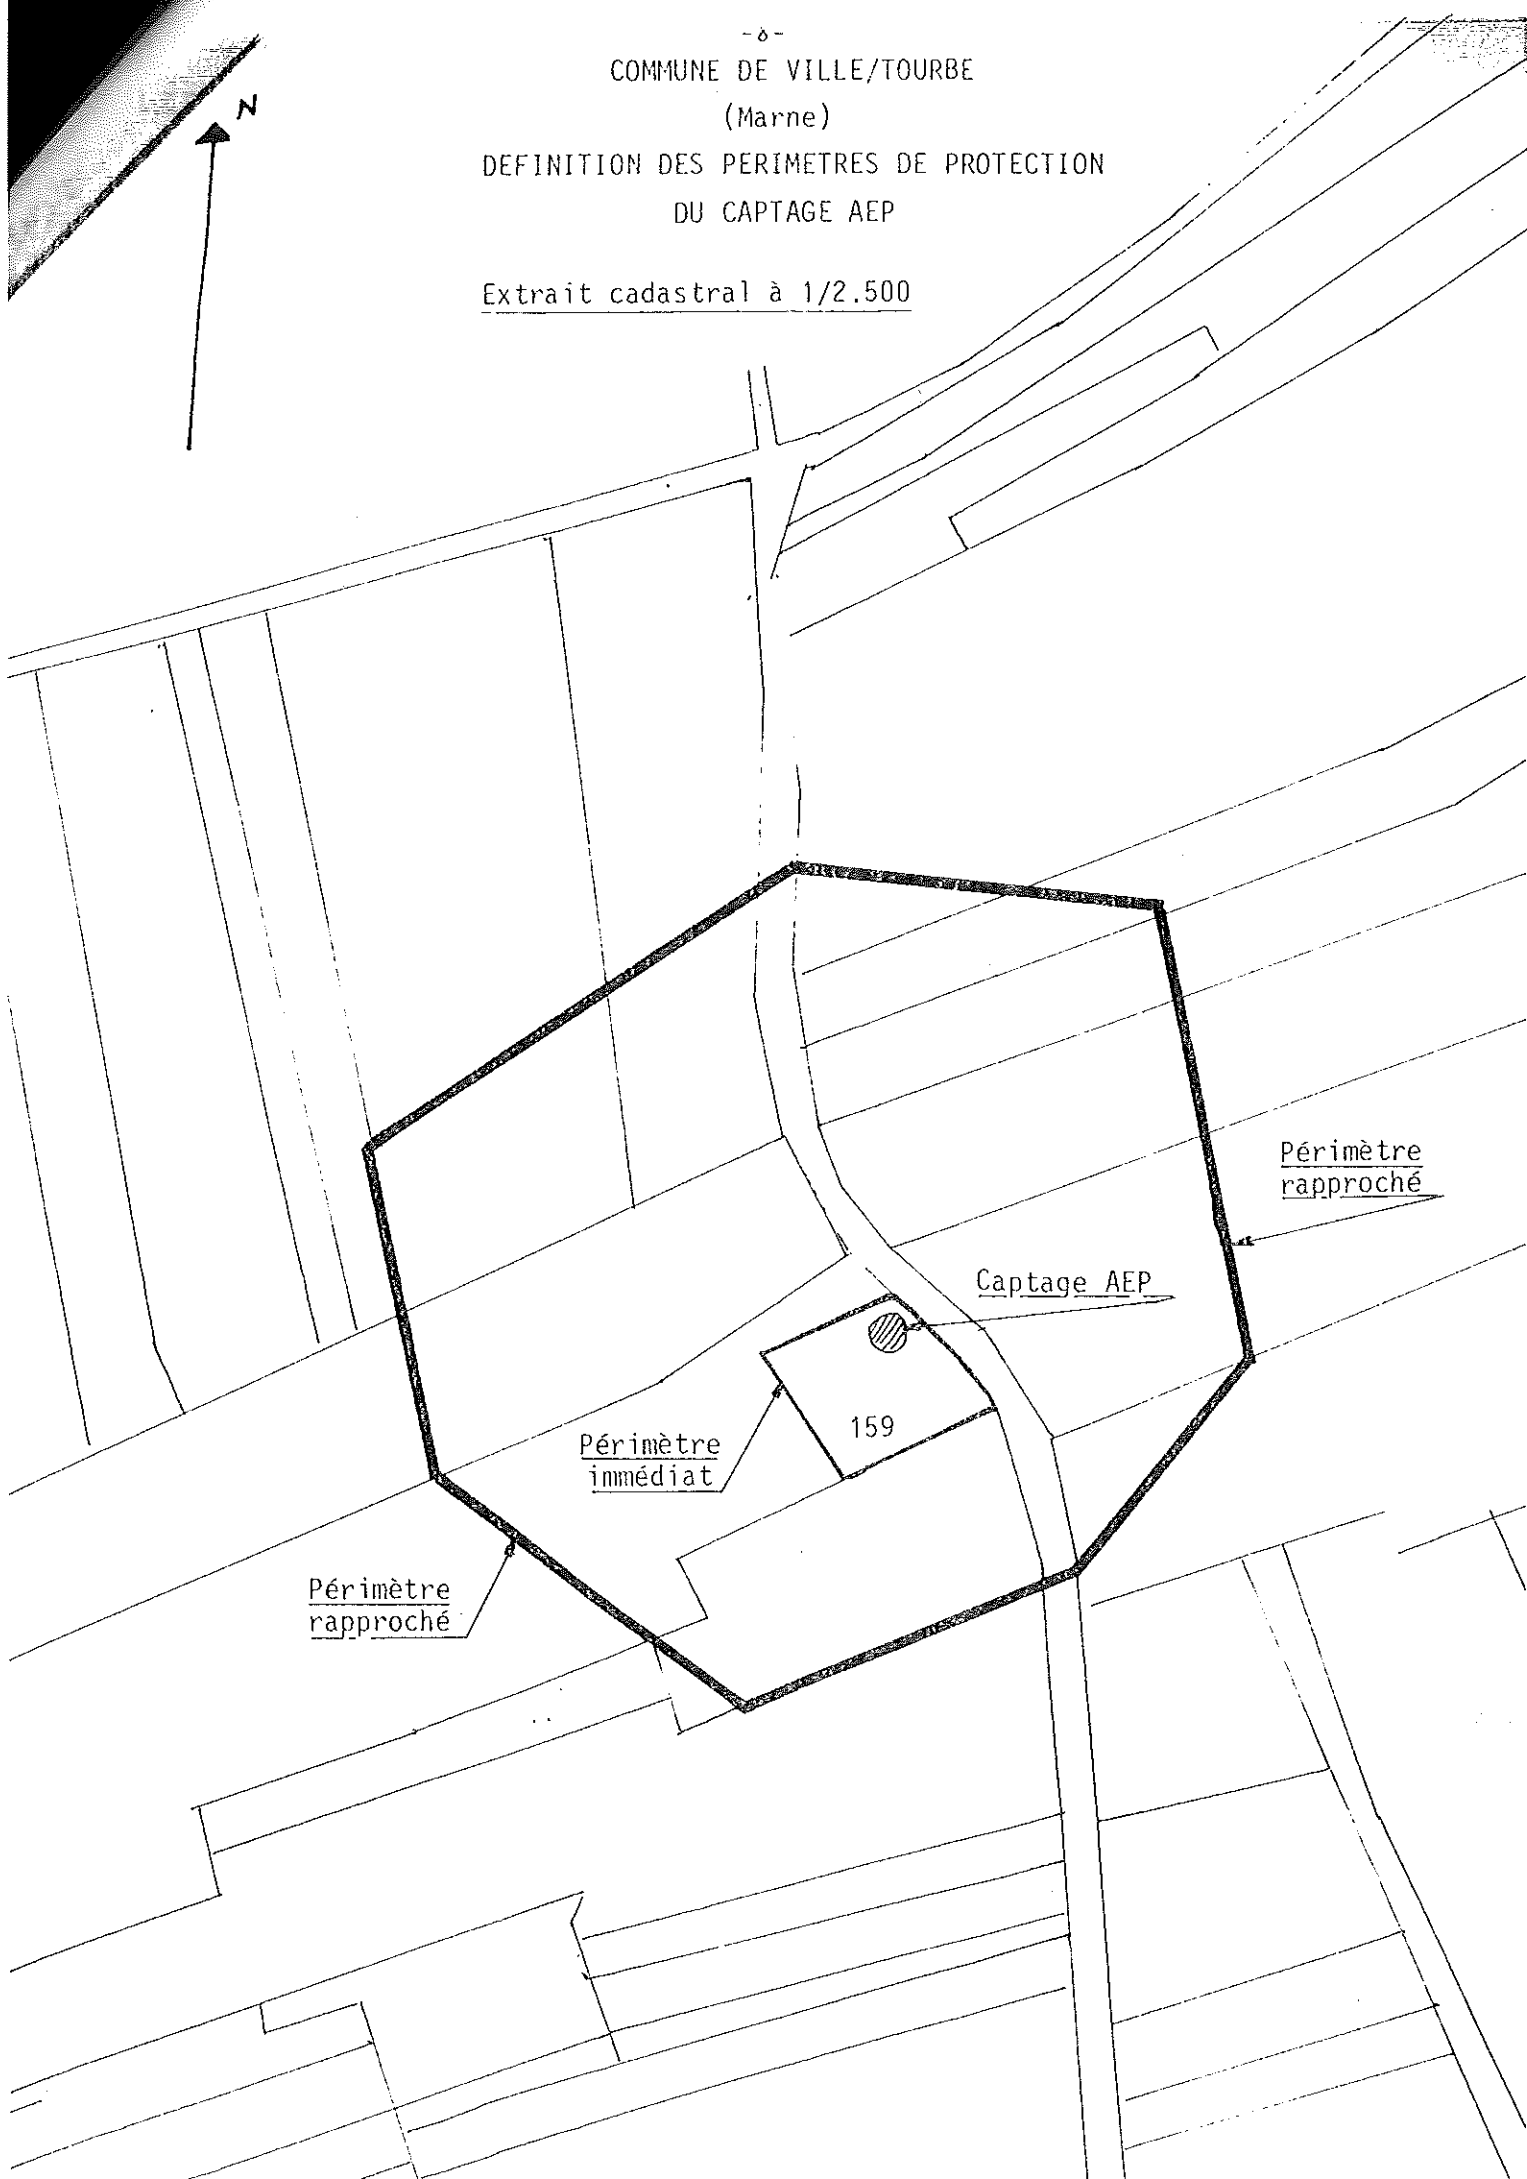 COMMUNE DE VILLE/TOURBE
(Marne)
DEFINITION DES PERIMETRES DE PROTECTION
DU CAPTAGE AEP
Extrait cadastral à 1/2.500
N
Périmètre
rapproché
Captage AEP
159
Périmètre
immédiat
Périmètre
rapproché